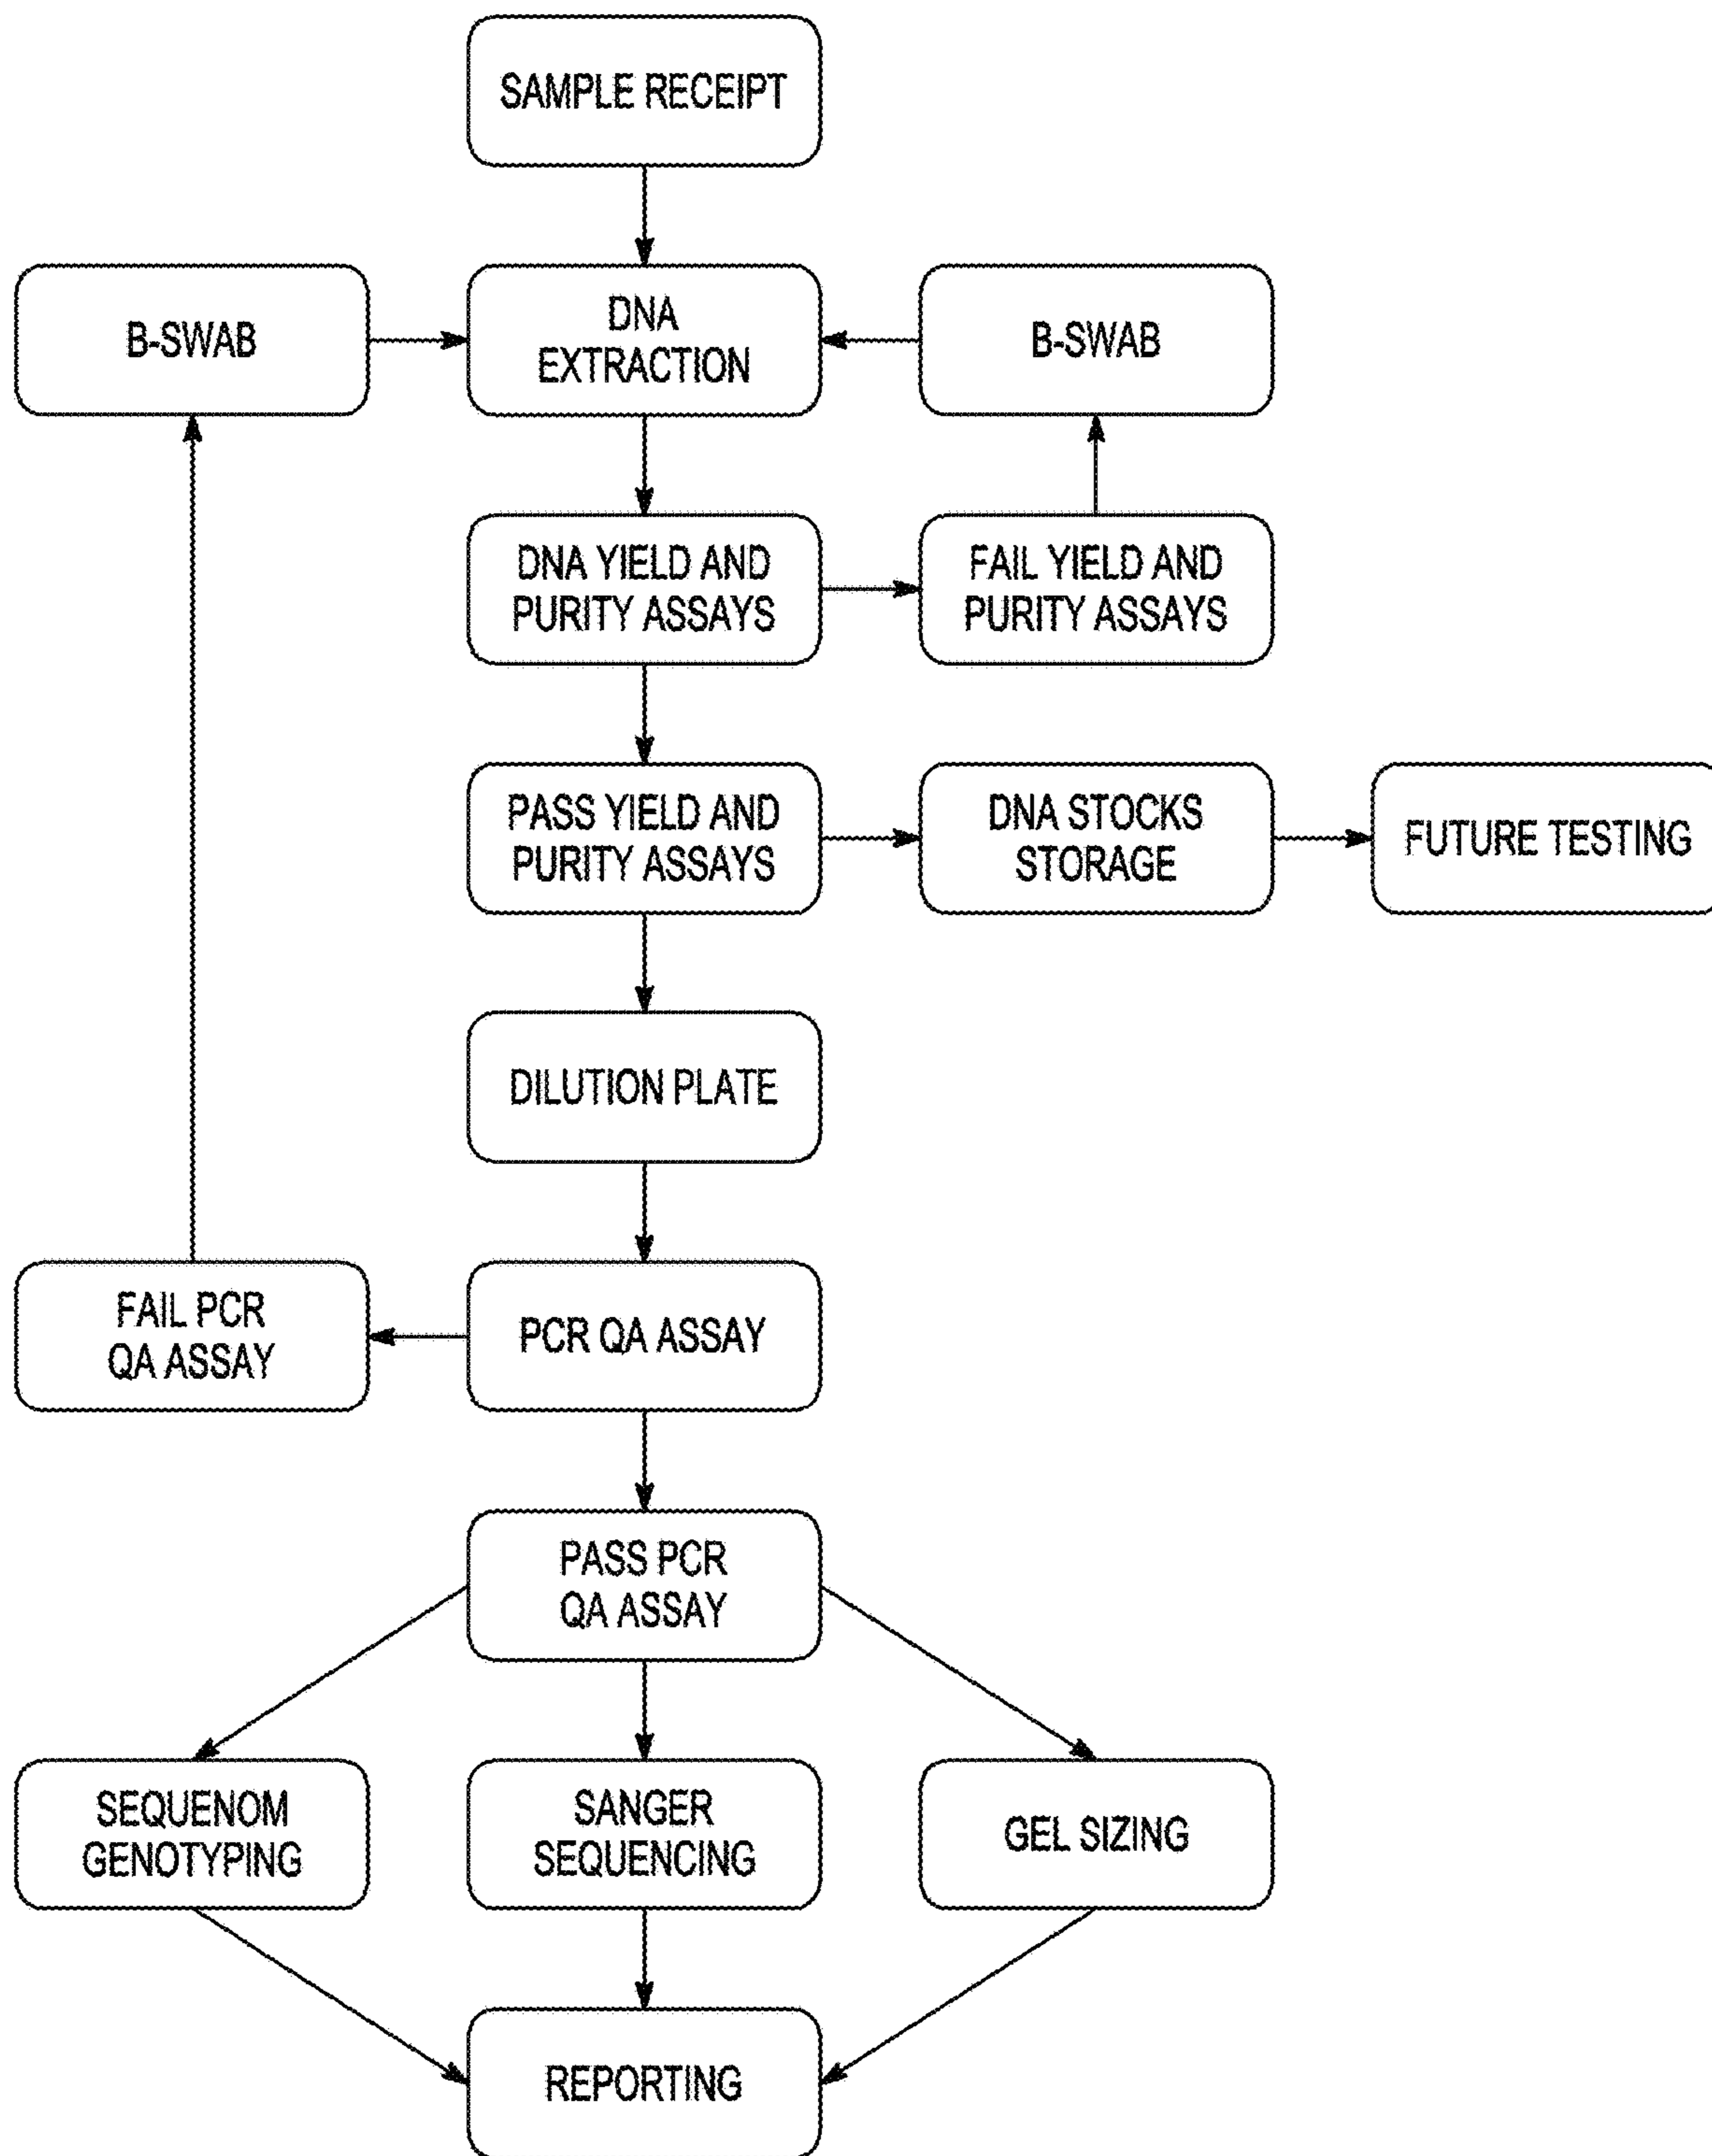 SAMPLE RECEIPT
B-SWAB
DNA
EXTRACTION
B-SWAB
DNA YIELD AND
PURITY ASSAYS
FAIL YIELD AND
PURITY ASSAYS
PASS YIELD AND
PURITY ASSAYS
DNA STOCKS
STORAGE
FUTURE TESTING
DILUTION PLATE
FAIL PCR
QA ASSAY
PCR QA ASSAY
PASS PCR
QA ASSAY
SEQUENOM
GENOTYPING
SANGER
SEQUENCING
GEL SIZING
REPORTING